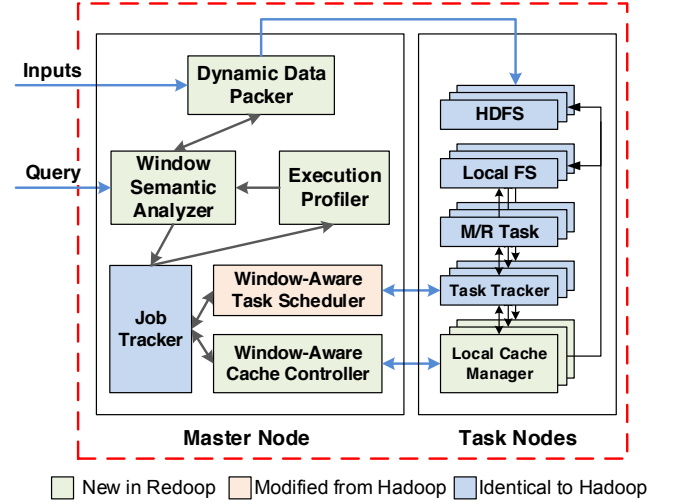 Inputs
Dynamic Data
Packer
HDFS
Query
Window
Semantic
Analyzer
Execution
Profiler
Local FS
M/R Task
Job
Tracker
Window-Aware
Task Scheduler
Task Tracker
Window-Aware
Cache Controller
Local Cache
Manager
Master Node
Task Nodes
New in Redoop
Modified from Hadoop
Identical to Hadoop